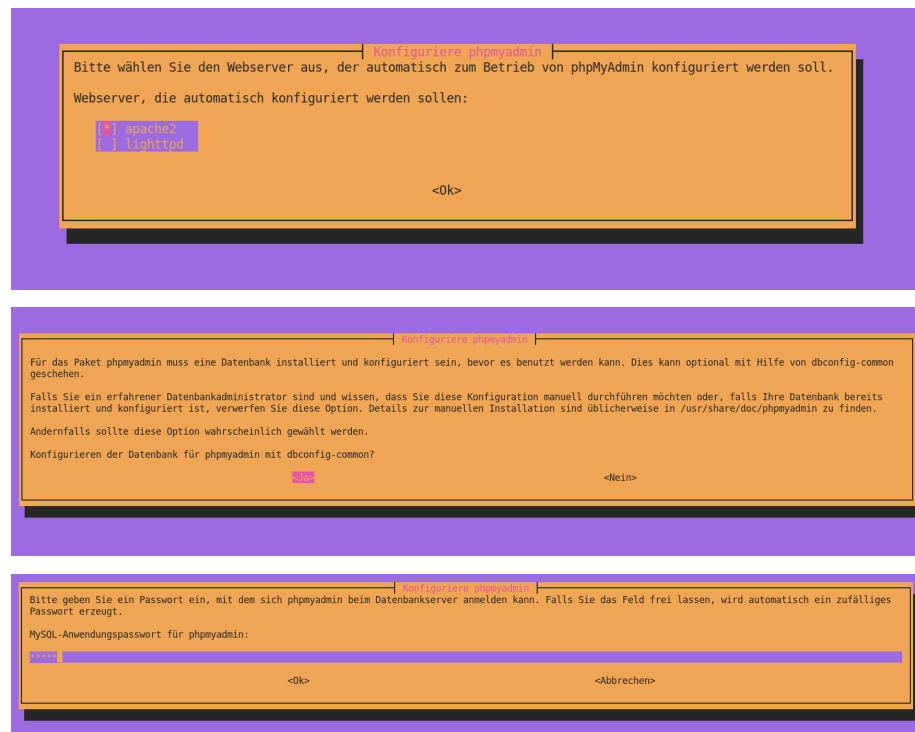 Konfiguriere phpmyadmin
Bitte wählen Sie den Webserver aus, der automatisch zum Betrieb von phpMyAdmin konfiguriert werden soll.
Webserver, die automatisch konfiguriert werden sollen:
[*] apache2
[ ] lighttpd
<Ok>
Konfiguriere phpmyadmin
Für das Paket phpmyadmin muss eine Datenbank installiert und konfiguriert sein, bevor es benutzt werden kann. Dies kann optional mit Hilfe von dbconfig-common
geschehen.
Falls Sie ein erfahrener Datenbankadministrator sind und wissen, dass Sie diese Konfiguration manuell durchführen möchten oder, falls Ihre Datenbank bereits
installiert und konfiguriert ist, verwerfen Sie diese Option. Details zur manuellen Installation sind üblicherweise in /usr/share/doc/phpmyadmin zu finden.
Andernfalls sollte diese Option wahrscheinlich gewählt werden.
Konfigurieren der Datenbank für phpmyadmin mit dbconfig-common?
<Ja> <Nein>
Konfiguriere phpmyadmin
Bitte geben Sie ein Passwort ein, mit dem sich phpmyadmin beim Datenbankserver anmelden kann. Falls Sie das Feld frei lassen, wird automatisch ein zufälliges
Passwort erzeugt.
MySQL-Anwendungspasswort für phpmyadmin:
*****
<Ok> <Abbrechen>